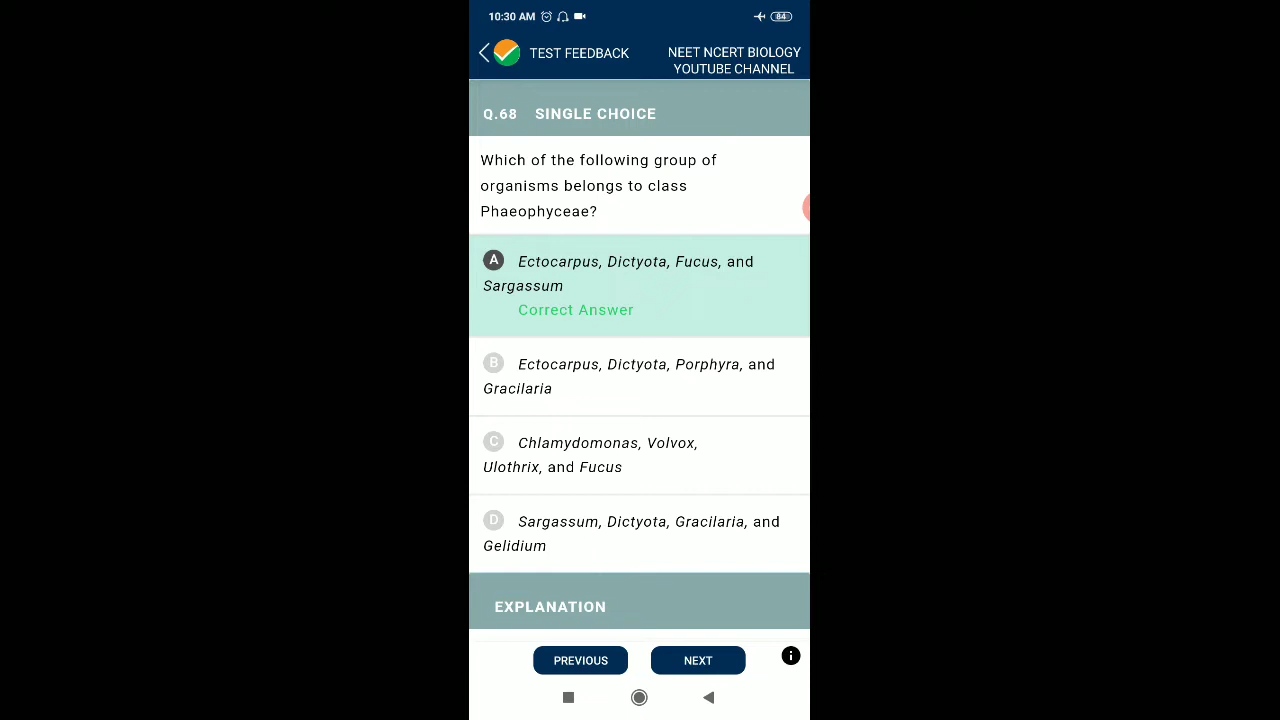 10:30 AM
84
TEST FEEDBACK
NEET NCERT BIOLOGY
YOUTUBE CHANNEL
Q.68 SINGLE CHOICE
Which of the following group of
organisms belongs to class
Phaeophyceae?
A Ectocarpus, Dictyota, Fucus, and
Sargassum
Correct Answer
B Ectocarpus, Dictyota, Porphyra, and
Gracilaria
C Chlamydomonas, Volvox,
Ulothrix, and Fucus
D Sargassum, Dictyota, Gracilaria, and
Gelidium
EXPLANATION
PREVIOUS
NEXT
i